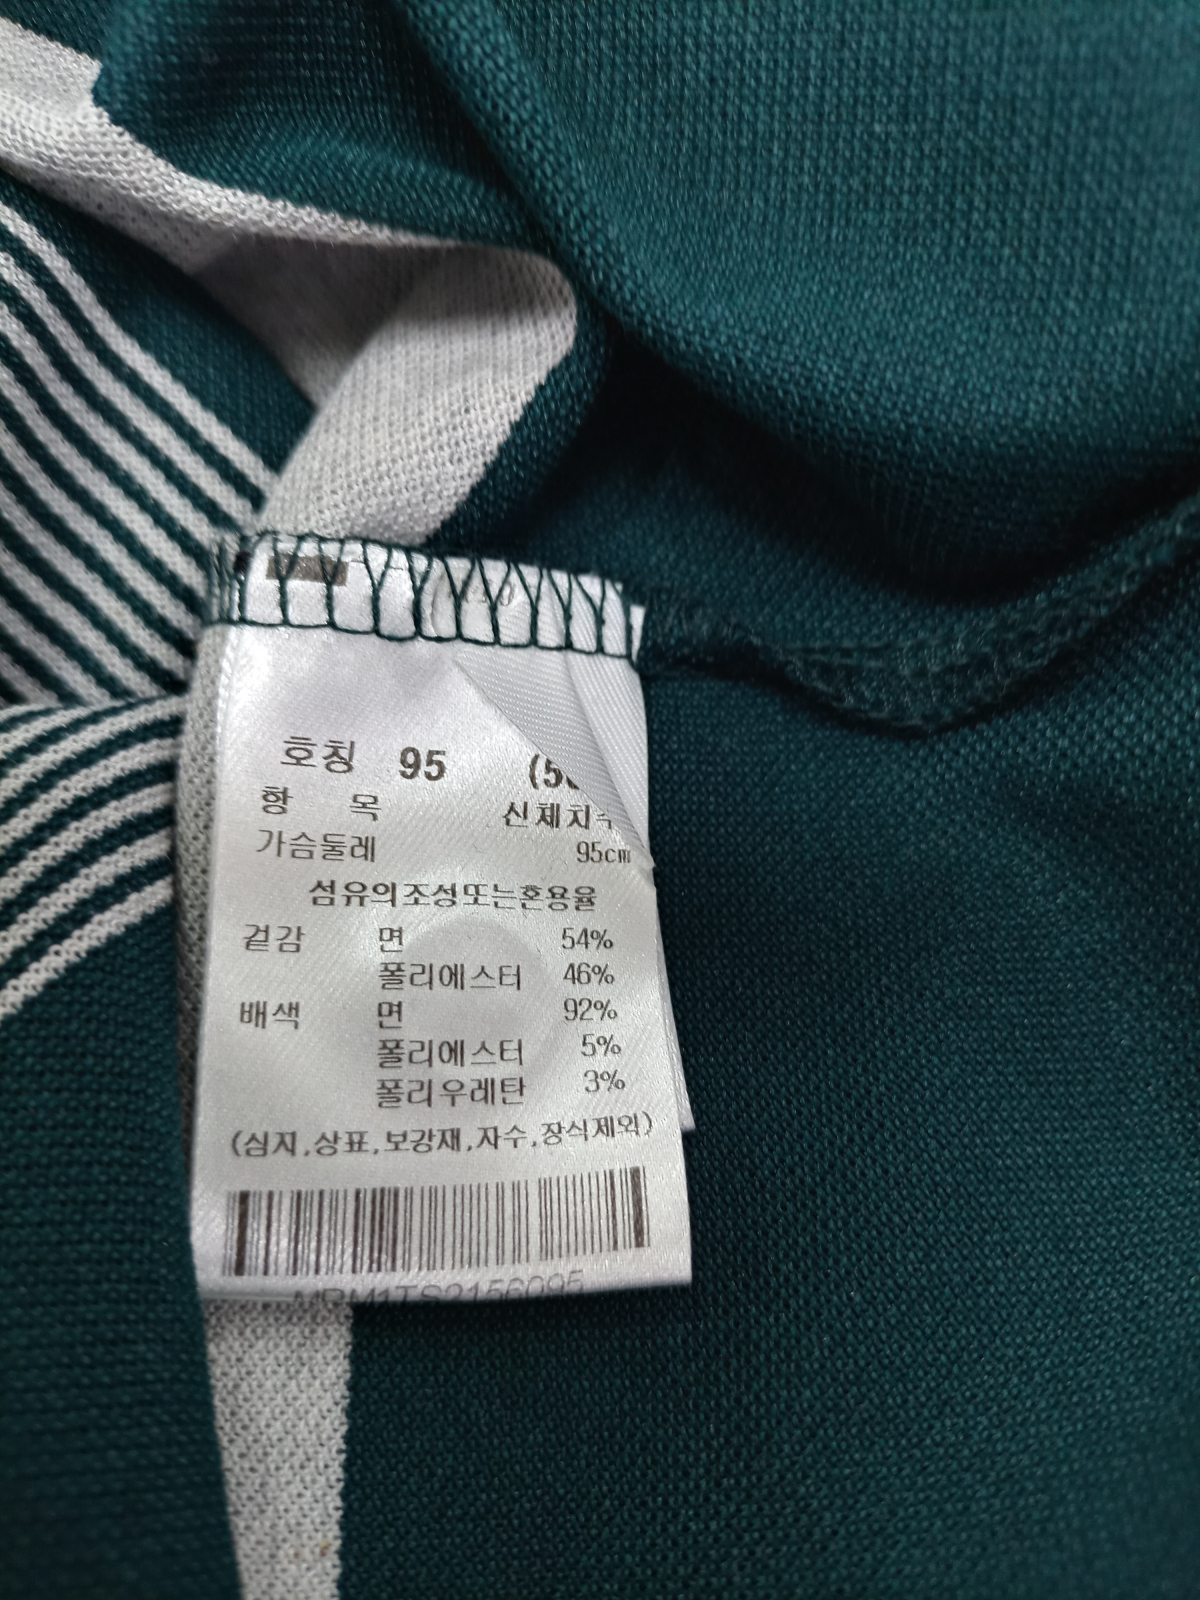 호칭 95
항 목 신체치수
가슴둘레 95cm
섬유의조성또는혼용율
겉감 면 54%
폴리에스터 46%
배색 면 92%
폴리에스터 5%
폴리우레탄 3%
(심지,상표,보강재,자수,장식제외)